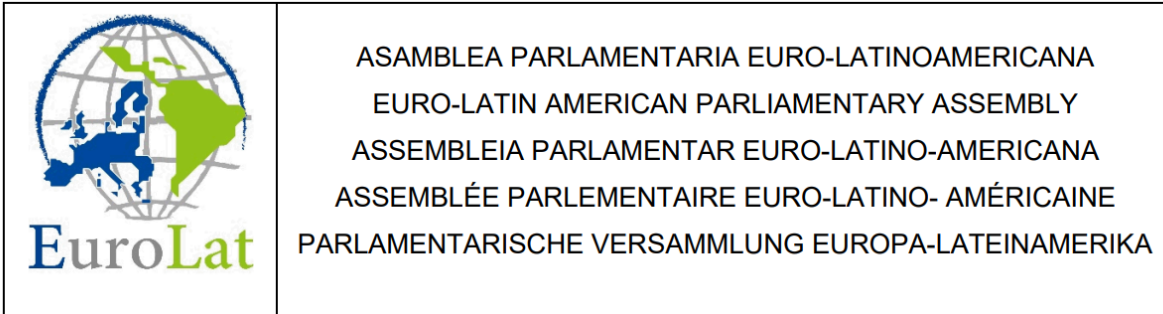 EuroLat
ASAMBLEA PARLAMENTARIA EURO-LATINOAMERICANA
EURO-LATIN AMERICAN PARLIAMENTARY ASSEMBLY
ASSEMBLEIA PARLAMENTAR EURO-LATINO-AMERICANA
ASSEMBLÉE PARLEMENTAIRE EURO-LATINO- AMÉRICAINE
PARLAMENTARISCHE VERSAMMLUNG EUROPA-LATEINAMERIKA